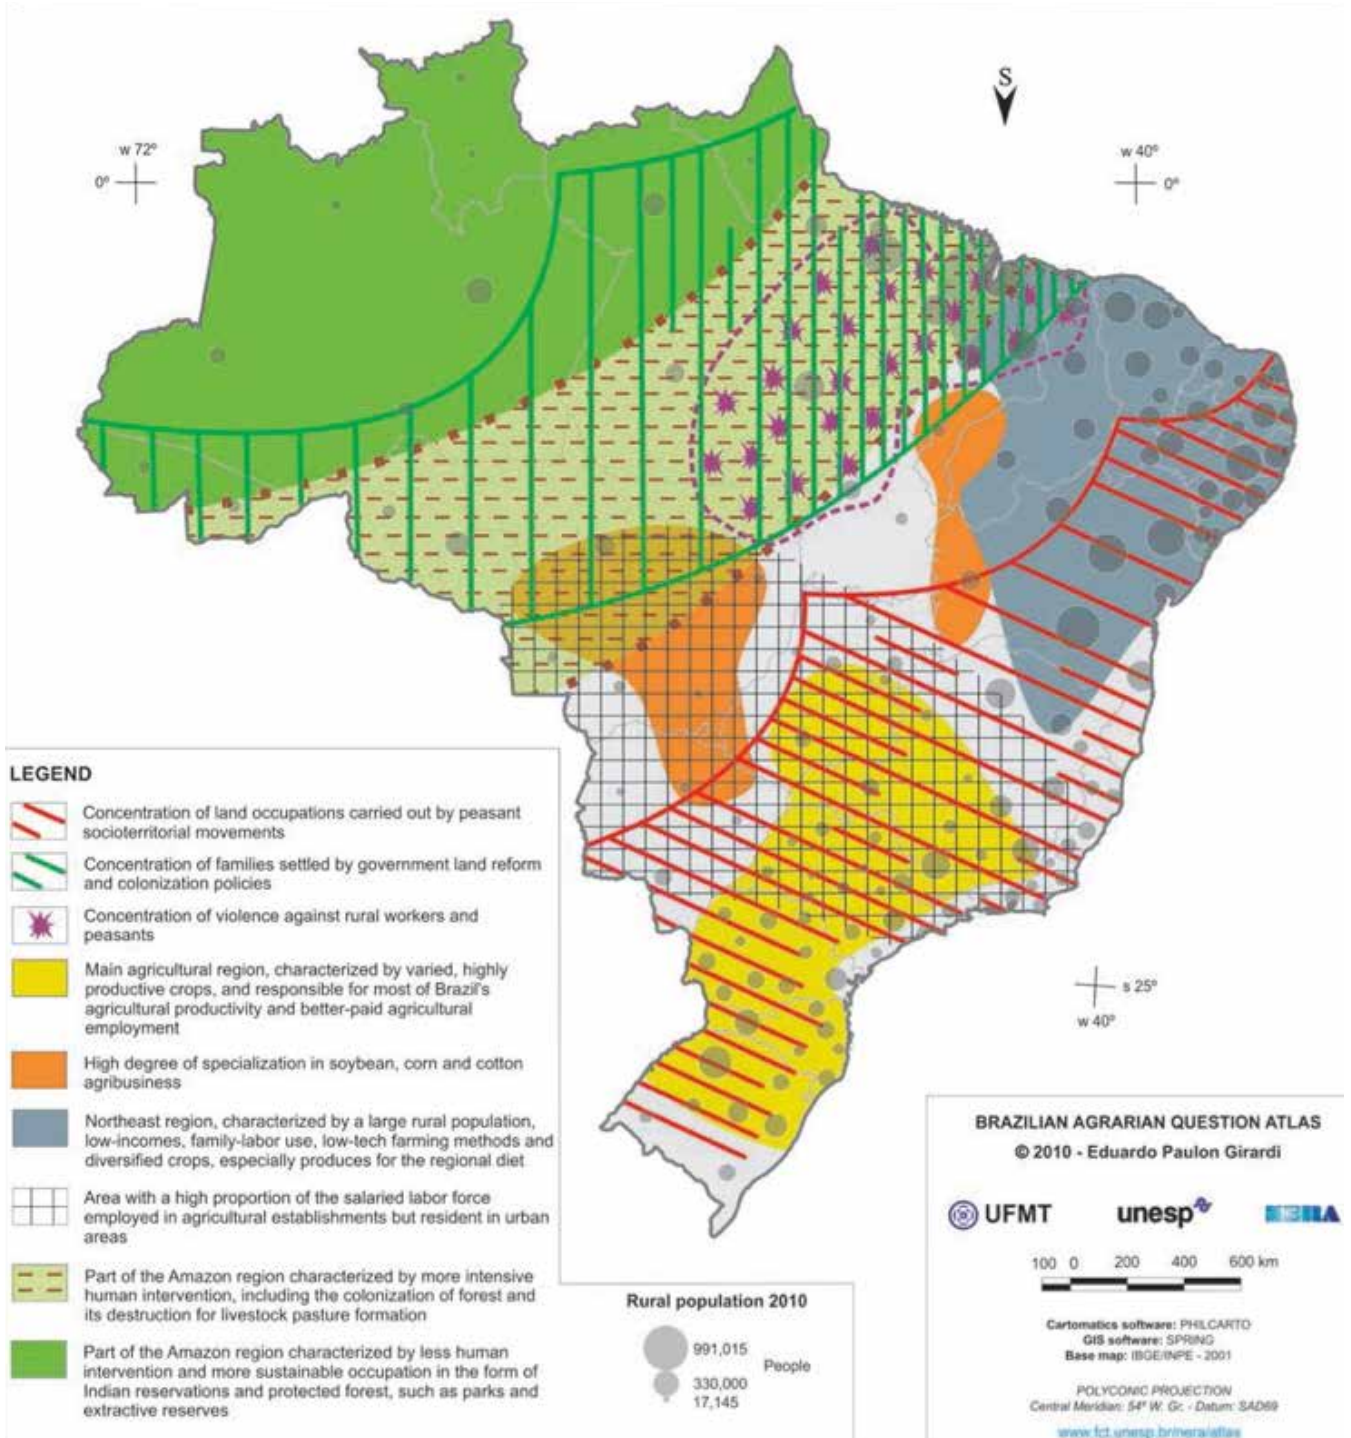 S
w 72º
0º
w 40º
0º
LEGEND
Concentration of land occupations carried out by peasant
socioterritorial movements
Concentration of families settled by government land reform
and colonization policies
Concentration of violence against rural workers and
peasants
Main agricultural region, characterized by varied, highly
productive crops, and responsible for most of Brazil's
agricultural productivity and better-paid agricultural
employment
High degree of specialization in soybean, corn and cotton
agribusiness
Northeast region, characterized by a large rural population,
low-incomes, family-labor use, low-tech farming methods and
diversified crops, especially produces for the regional diet
Area with a high proportion of the salaried labor force
employed in agricultural establishments but resident in urban
areas
Part of the Amazon region characterized by more intensive
human intervention, including the colonization of forest and
its destruction for livestock pasture formation
Part of the Amazon region characterized by less human
intervention and more sustainable occupation in the form of
Indian reservations and protected forest, such as parks and
extractive reserves
Rural population 2010
991,015
People
330,000
17,145
s 25º
w 40º
BRAZILIAN AGRARIAN QUESTION ATLAS
© 2010 - Eduardo Paulon Girardi
UFMT unesp NERA
100 0 200 400 600 km
Cartomatics software: PHILCARTO
GIS software: SPRING
Base map: IBGE/INPE - 2001
POLYCONIC PROJECTION
Central Meridian: 54º W. Gr. - Datum: SAD69
www.fct.unesp.br/nera/atlas